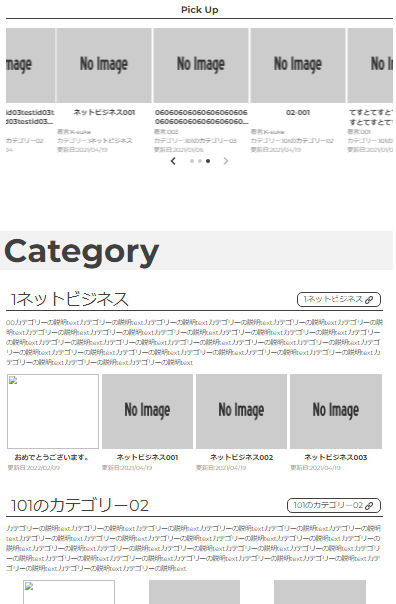 Pick Up
mage
No Image
No Image
No Image
No I
id03testidt03t
ネットビジネス001
0606060606060606060606
02-001
てすとてすとて
d03testid03...
0606060606060606060...
すとてすとて
著者:K-suke
著者:002
著者:K-suke
著者:001
カテゴリー02
カテゴリー:1ネットビジネス
カテゴリー:101のカテゴリー03
カテゴリー:101のカテゴリー02
更新日:2021/04/19
更新日:2021/05/06
更新日:2021/04/19
Category
1ネットビジネス
1ネットビジネス
00カテゴリーの説明textカテゴリーの説明textカテゴリーの説明textカテゴリーの説明textカテゴリーの説明textカテゴリーの説
明textカテゴリーの説明textカテゴリーの説明textカテゴリーの説明textカテゴリーの説明textカテゴリーの説明textカテゴリー
の説明textカテゴリーの説明textカテゴリーの説明textカテゴリーの説明textカテゴリーの説明textカテゴリーの説明textカテ
ゴリーの説明textカテゴリーの説明textカテゴリーの説明textカテゴリーの説明textカテゴリーの説明textカテゴリーの説明textカ
テゴリーの説明textカテゴリーの説明textカテゴリーの説明text
No Image
No Image
No Image
おめでとうございます。
ネットビジネス001
ネットビジネス002
ネットビジネス003
更新日:2022/02/09
更新日:2021/04/19
更新日:2021/04/19
更新日:2021/04/19
101のカテゴリー02
101のカテゴリー02
カテゴリーの説明textカテゴリーの説明textカテゴリーの説明textカテゴリーの説明textカテゴリーの説明textカテゴリーの説明
textカテゴリーの説明textカテゴリーの説明textカテゴリーの説明textカテゴリーの説明textカテゴリーの説明textカテゴリーの
説明textカテゴリーの説明textカテゴリーの説明textカテゴリーの説明textカテゴリーの説明textカテゴリーの説明textカテゴリ
ーの説明textカテゴリーの説明textカテゴリーの説明textカテゴリーの説明textカテゴリーの説明textカテゴリーの説明textカテ
ゴリーの説明textカテゴリーの説明textカテゴリーの説明text